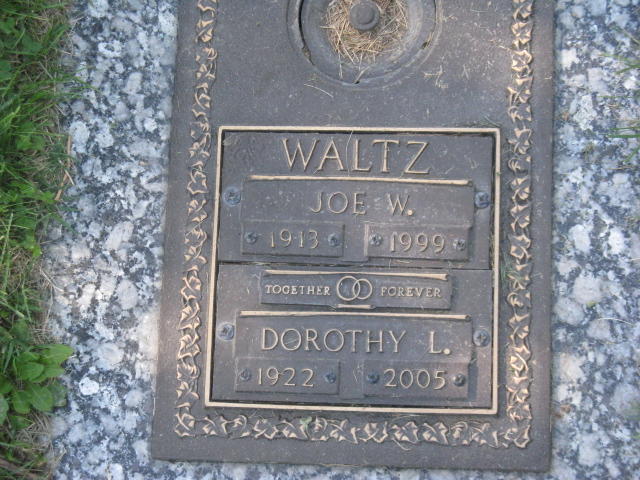 WALTZ
JOE W.
1913 1999
TOGETHER FOREVER
DOROTHY L.
1922 2005